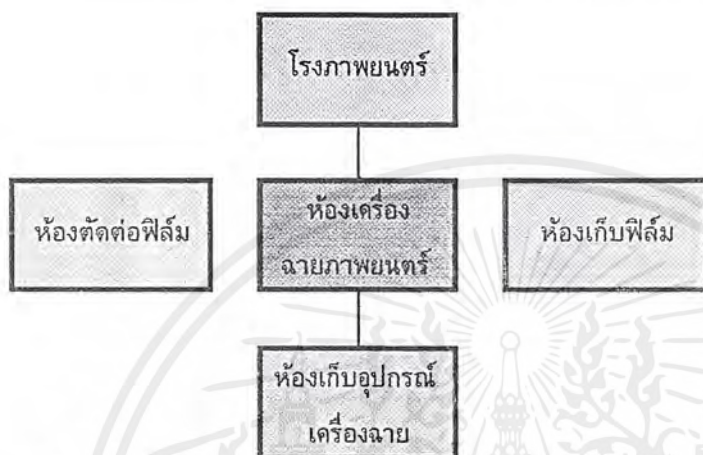 โรงภาพยนตร์
ห้องตัดต่อฟิล์ม
ห้องเครื่อง
ฉายภาพยนตร์
ห้องเก็บฟิล์ม
ห้องเก็บอุปกรณ์
เครื่องฉาย